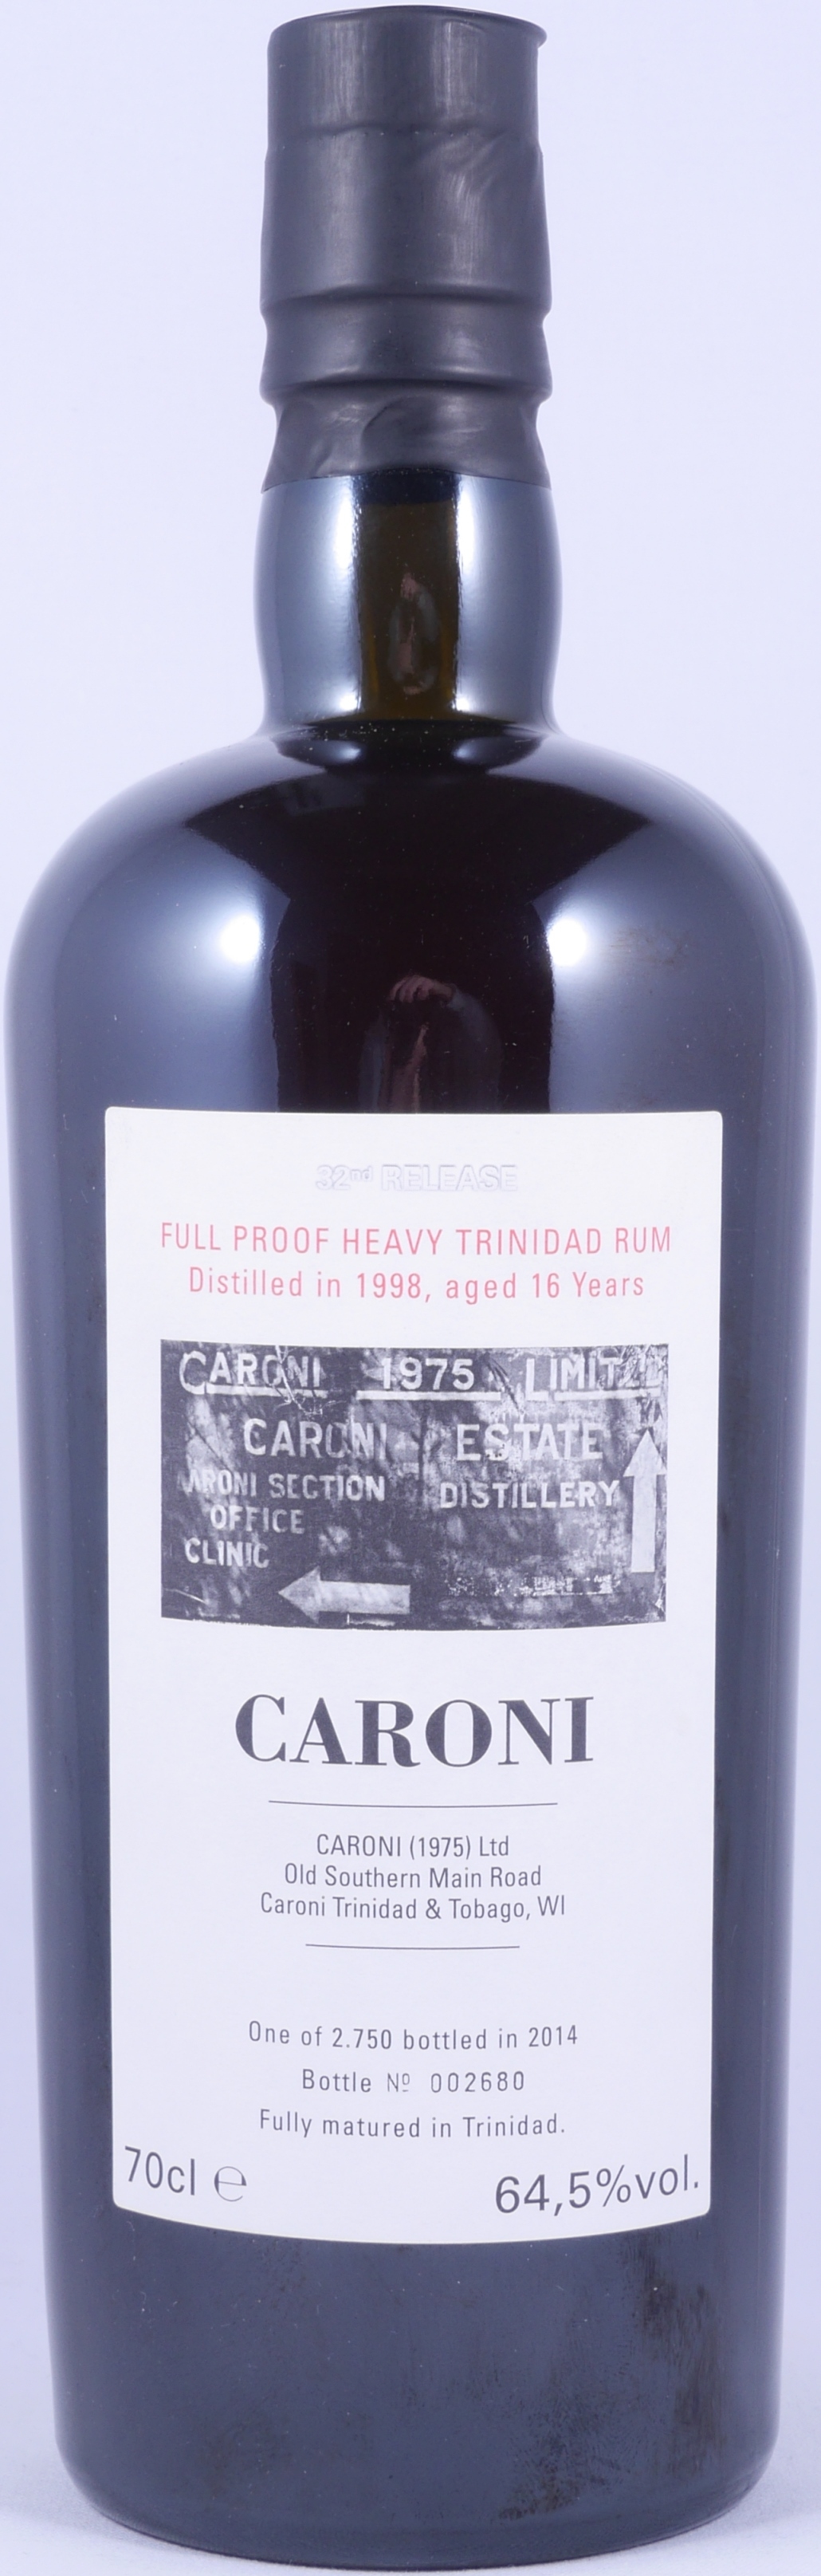 32nd RELEASE
FULL PROOF HEAVY TRINIDAD RUM
Distilled in 1998, aged 16 Years
CARONI 1975 LIMIT
CARONI ESTATE
ARONI SECTION DISTILLERY
OFFICE
CLINIC
CARONI
CARONI (1975) Ltd
Old Southern Main Road
Caroni Trinidad & Tobago, WI
One of 2.750 bottled in 2014
Bottle Nº 002680
Fully matured in Trinidad.
70cl ℮ 64,5%vol.